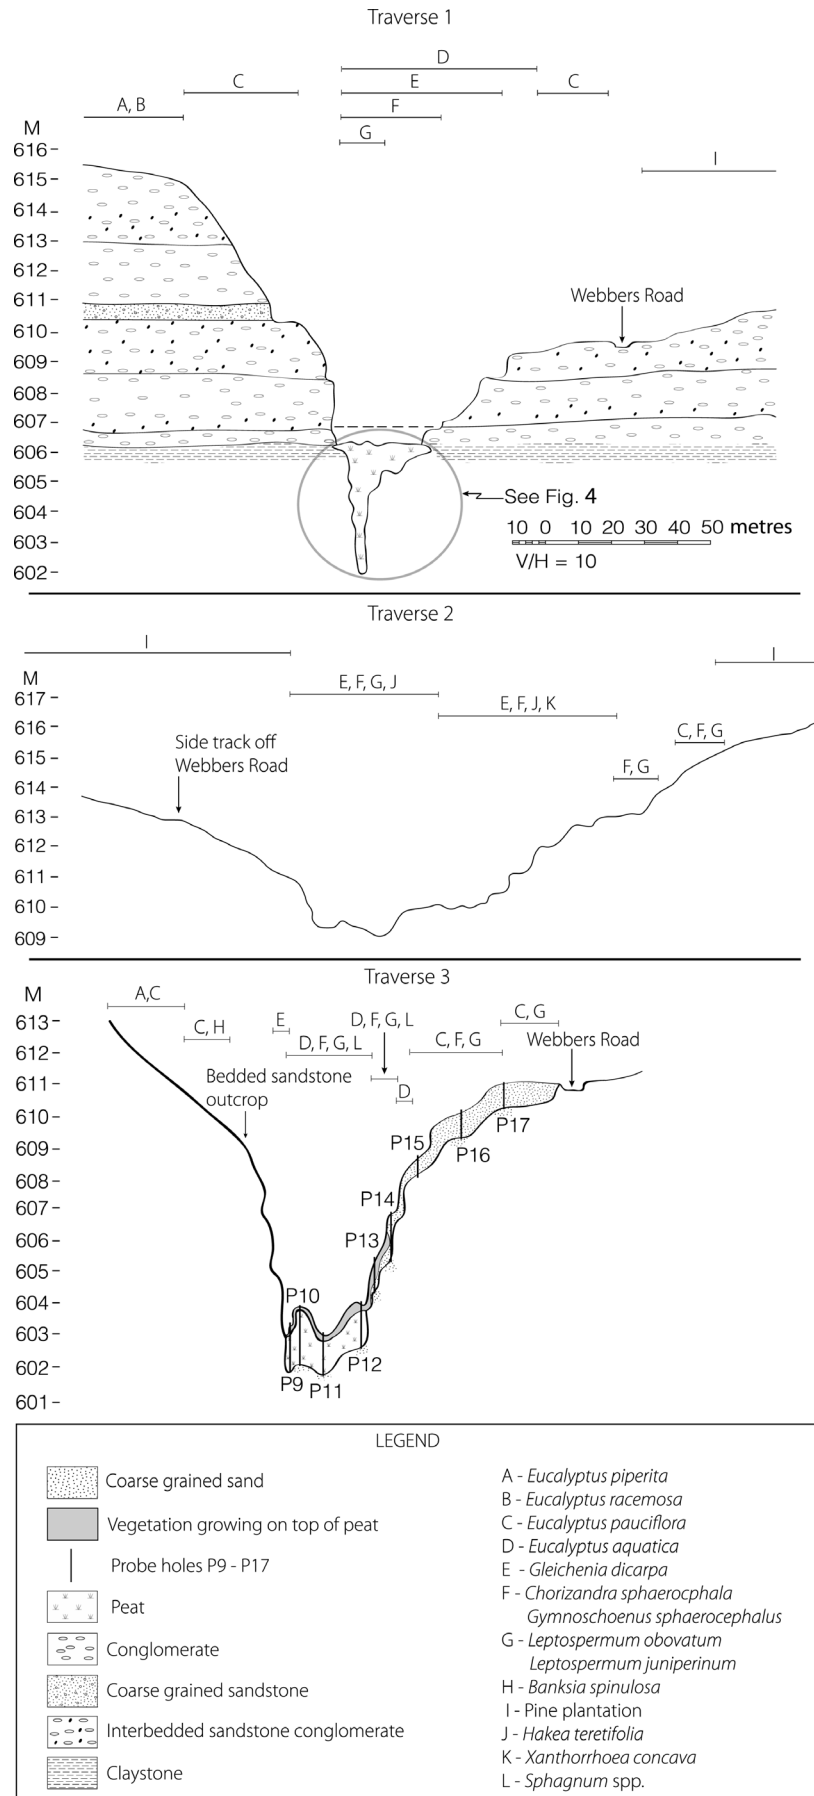 Traverse 1
D
C
E
C
A, B
F
G
I
M
616
615
614
613
612
611
610
609
608
607
606
605
604
603
602
Webbers Road
See Fig. 4
10 0 10 20 30 40 50 metres
V/H = 10
Traverse 2
I
I
M
E, F, G, J
E, F, J, K
C, F, G
F, G
617
616
615
614
613
612
611
610
609
Side track off
Webbers Road
Traverse 3
M
A,C
C, H
E
D, F, G, L
D, F, G, L
D
C, F, G
C, G
Webbers Road
613
612
611
610
609
608
607
606
605
604
603
602
601
Bedded sandstone
outcrop
P9
P10
P11
P12
P13
P14
P15
P16
P17
LEGEND
Coarse grained sand
Vegetation growing on top of peat
Probe holes P9 - P17
Peat
Conglomerate
Coarse grained sandstone
Interbedded sandstone conglomerate
Claystone
A - Eucalyptus piperita
B - Eucalyptus racemosa
C - Eucalyptus pauciflora
D - Eucalyptus aquatica
E - Gleichenia dicarpa
F - Chorizandra sphaerocphala
Gymnoschoenus sphaerocephalus
G - Leptospermum obovatum
Leptospermum juniperinum
H - Banksia spinulosa
I - Pine plantation
J - Hakea teretifolia
K - Xanthorrhoea concava
L - Sphagnum spp.